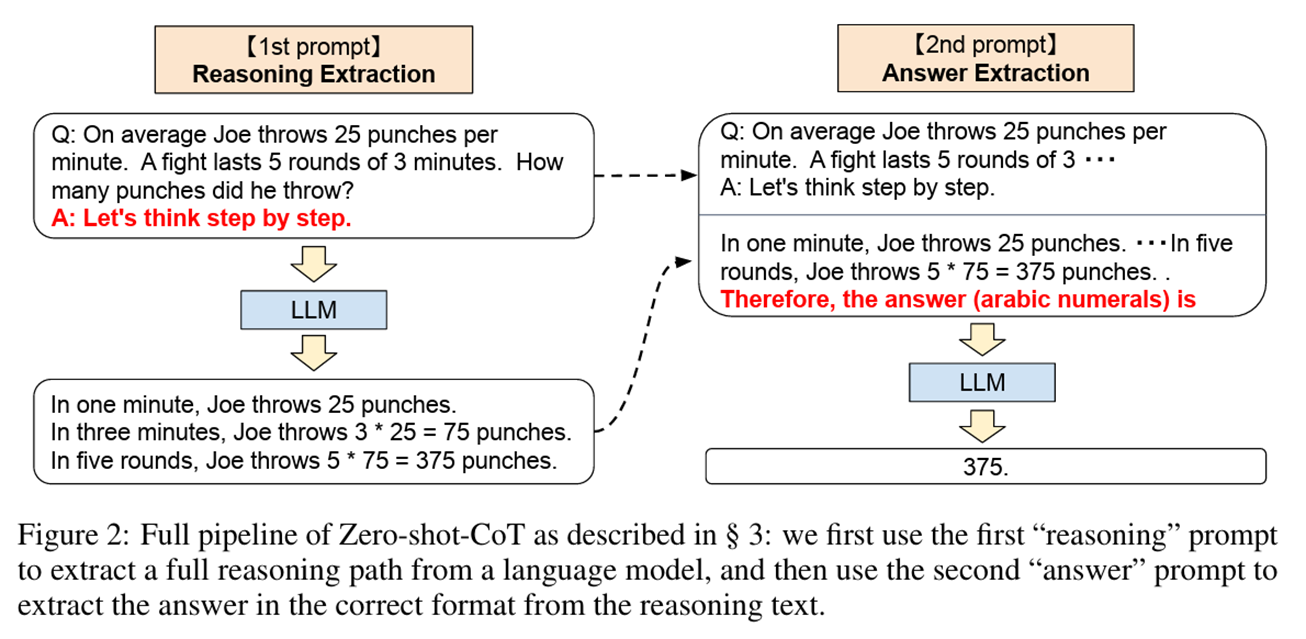 【1st prompt】
Reasoning Extraction
Q: On average Joe throws 25 punches per
minute.  A fight lasts 5 rounds of 3 minutes.  How
many punches did he throw?
A: Let's think step by step.
LLM
In one minute, Joe throws 25 punches.
In three minutes, Joe throws 3 * 25 = 75 punches.
In five rounds, Joe throws 5 * 75 = 375 punches.
【2nd prompt】
Answer Extraction
Q: On average Joe throws 25 punches per
minute.  A fight lasts 5 rounds of 3 ･･･
A: Let's think step by step.
In one minute, Joe throws 25 punches. ･･･In five
rounds, Joe throws 5 * 75 = 375 punches. .
Therefore, the answer (arabic numerals) is
LLM
375.
Figure 2: Full pipeline of Zero-shot-CoT as described in § 3: we first use the first “reasoning” prompt
to extract a full reasoning path from a language model, and then use the second “answer” prompt to
extract the answer in the correct format from the reasoning text.